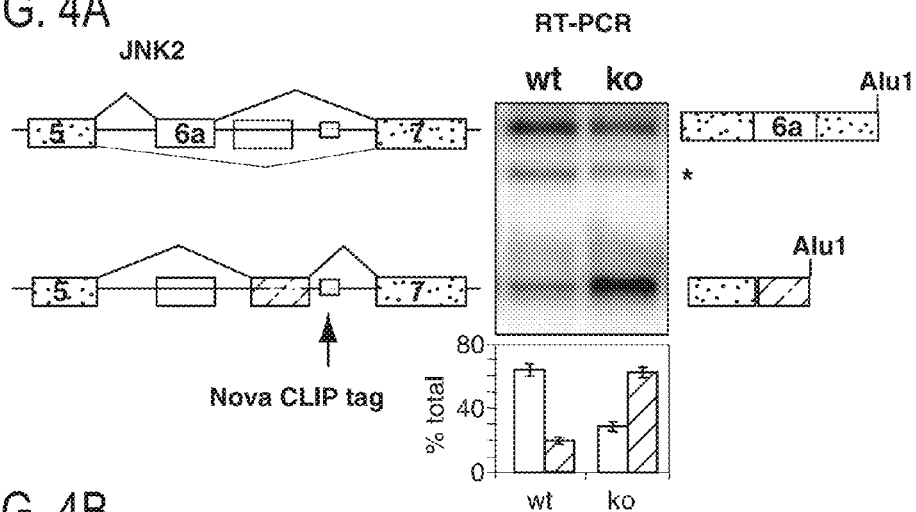 G. 4A
JNK2
RT-PCR
wt ko
Alu1
5 6a 7
6a
*
Alu1
5 7
Nova CLIP tag
% total
80
40
0
wt ko
G. 4B